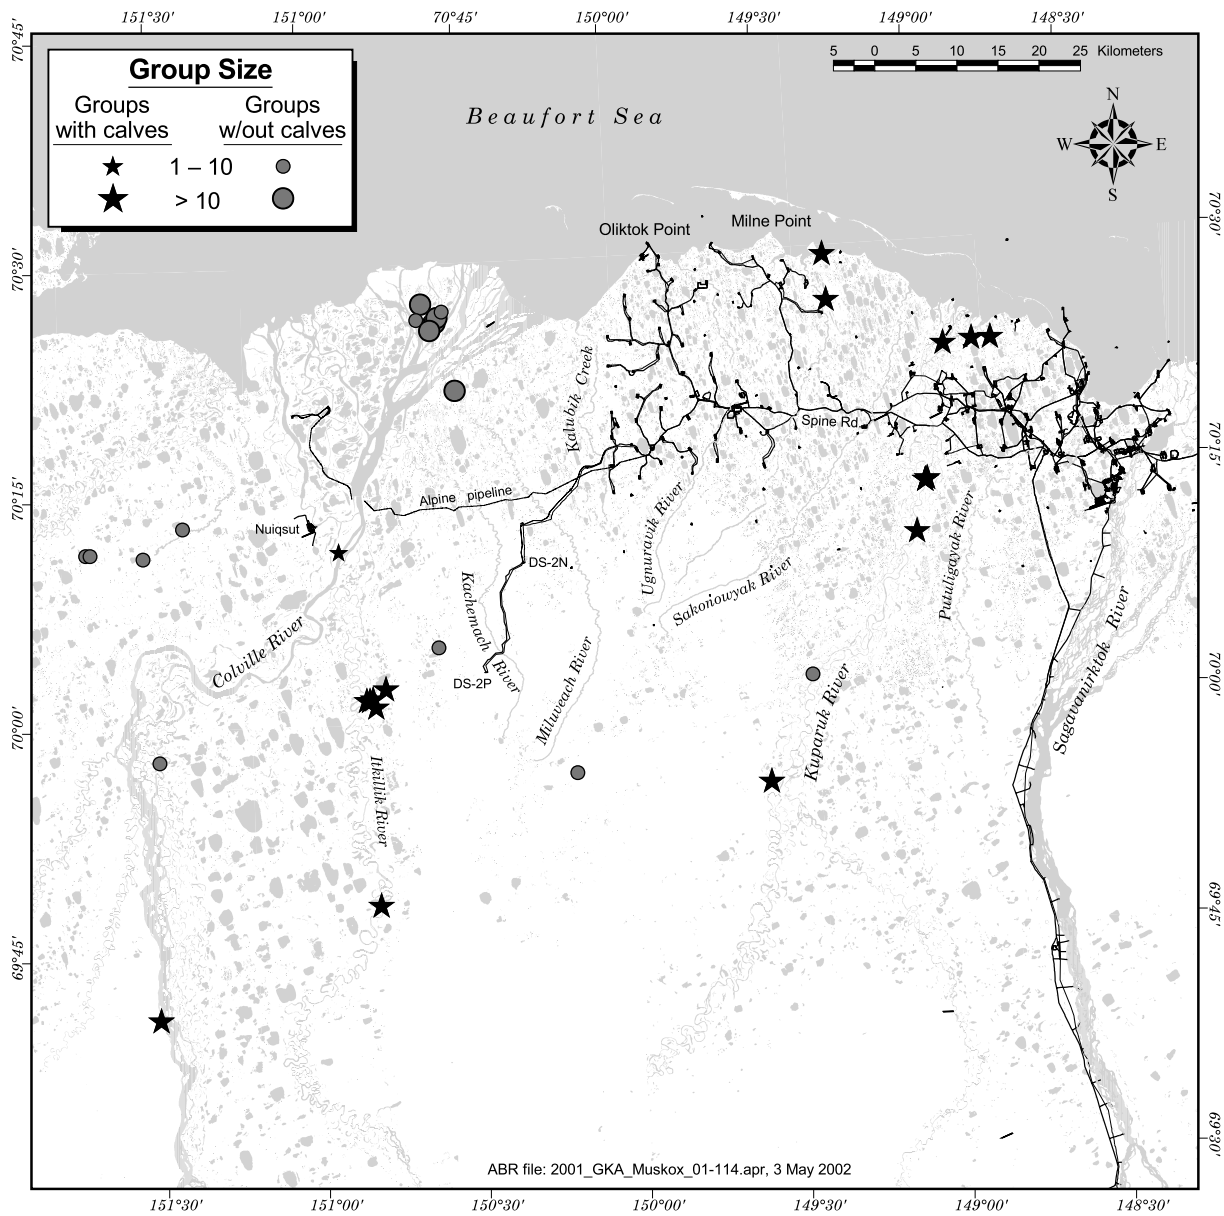 151°30' 151°00' 70°45' 150°00' 149°30' 149°00' 148°30'
70°45'
Group Size
Groups with calves
Groups w/out calves
1 – 10
> 10
5 0 5 10 15 20 25 Kilometers
Beaufort Sea
N
W E
S
70°30'
70°30'
Oliktok Point
Milne Point
Kalubik Creek
Spine Rd.
70°15'
70°15'
Alpine pipeline
Nuiqsut
DS-2N
Ugnuravik River
Sakonowyak River
Putuligayak River
Kachemach River
Colville River
DS-2P
Miluveach River
Kuparuk River
Sagavanirktok River
70°00'
70°00'
Itkillik River
69°45'
69°45'
69°30'
ABR file: 2001_GKA_Muskox_01-114.apr, 3 May 2002
151°30' 151°00' 150°30' 150°00' 149°30' 149°00' 148°30'